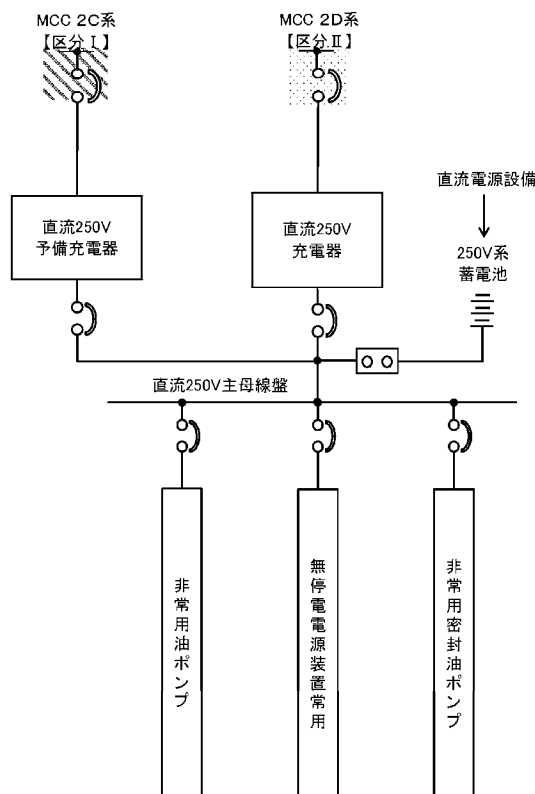 MCC 2C系
【区分Ⅰ】
MCC 2D系
【区分Ⅱ】
直流電源設備
250V系
蓄電池
直流250V
予備充電器
直流250V
充電器
直流250V主母線盤
非常用油ポンプ
無停電電源装置常用
非常用密封油ポンプ